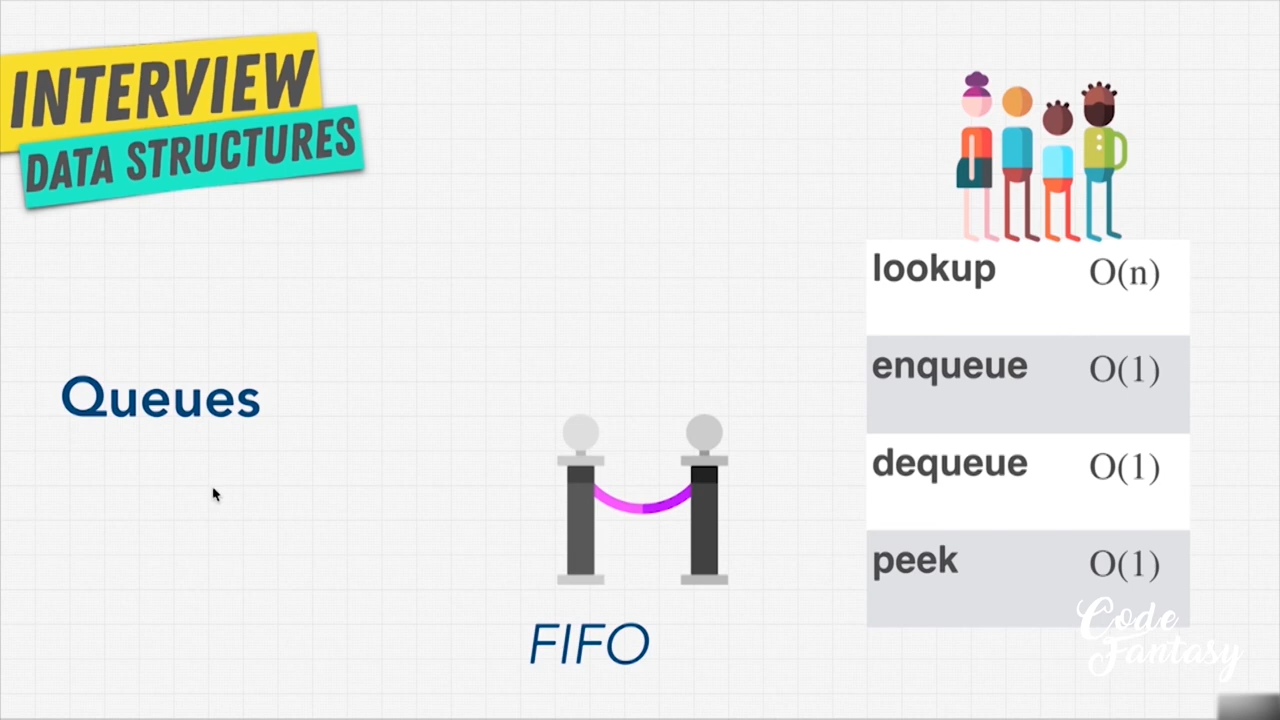 INTERVIEW
DATA STRUCTURES
Queues
FIFO
lookup O(n)
enqueue O(1)
dequeue O(1)
peek O(1)
Code
Fantasy